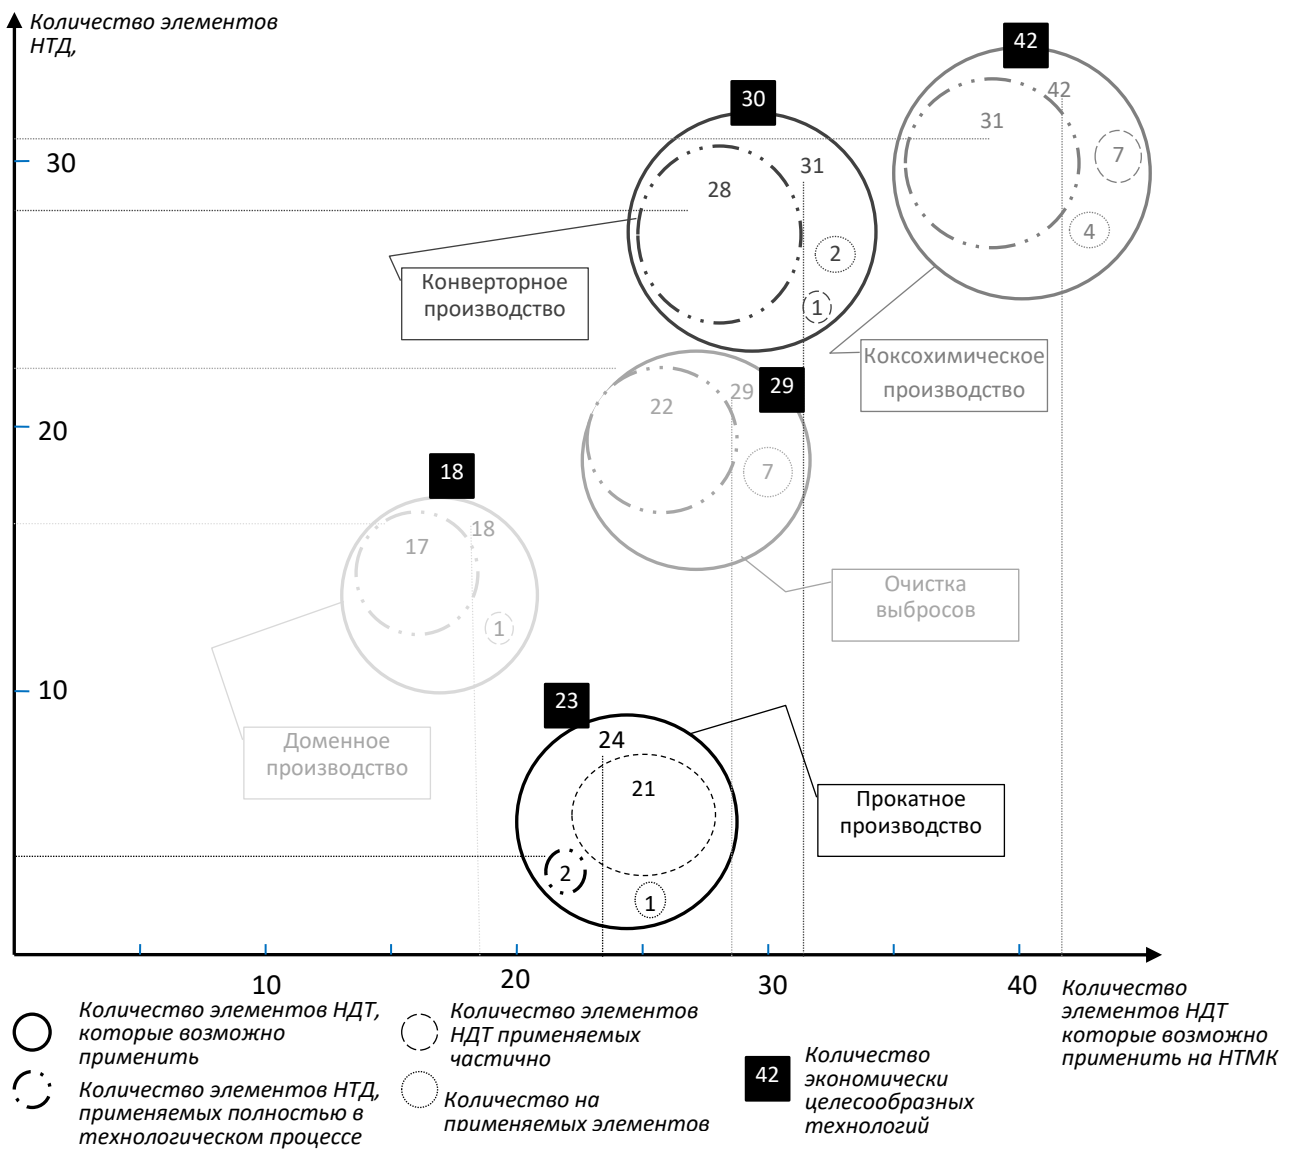 Количество элементов
НТД,
42
30
42
31
30
31
7
28
4
2
Конверторное
производство
1
Коксохимическое
производство
29
29
22
20
18
7
18
17
Очистка
выбросов
1
10
23
24
Доменное
производство
21
Прокатное
производство
2
1
10
20
30
40
Количество
элементов НДТ
которые возможно
применить на НТМК
Количество элементов НДТ,
которые возможно
применить
Количество элементов НТД,
применяемых полностью в
технологическом процессе
Количество элементов
НДТ применяемых
частично
Количество на
применяемых элементов
42
Количество
экономически
целесообразных
технологий